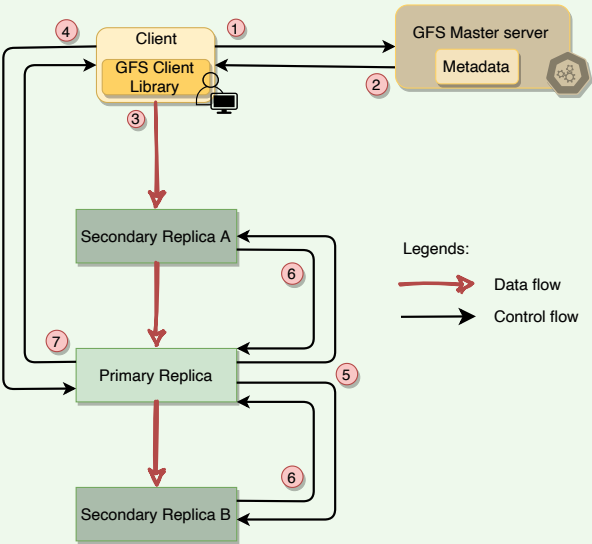 4
Client
1
GFS Master server
GFS Client
Library
Metadata
2
3
Secondary Replica A
Legends:
6
Data flow
Control flow
7
Primary Replica
5
6
Secondary Replica B